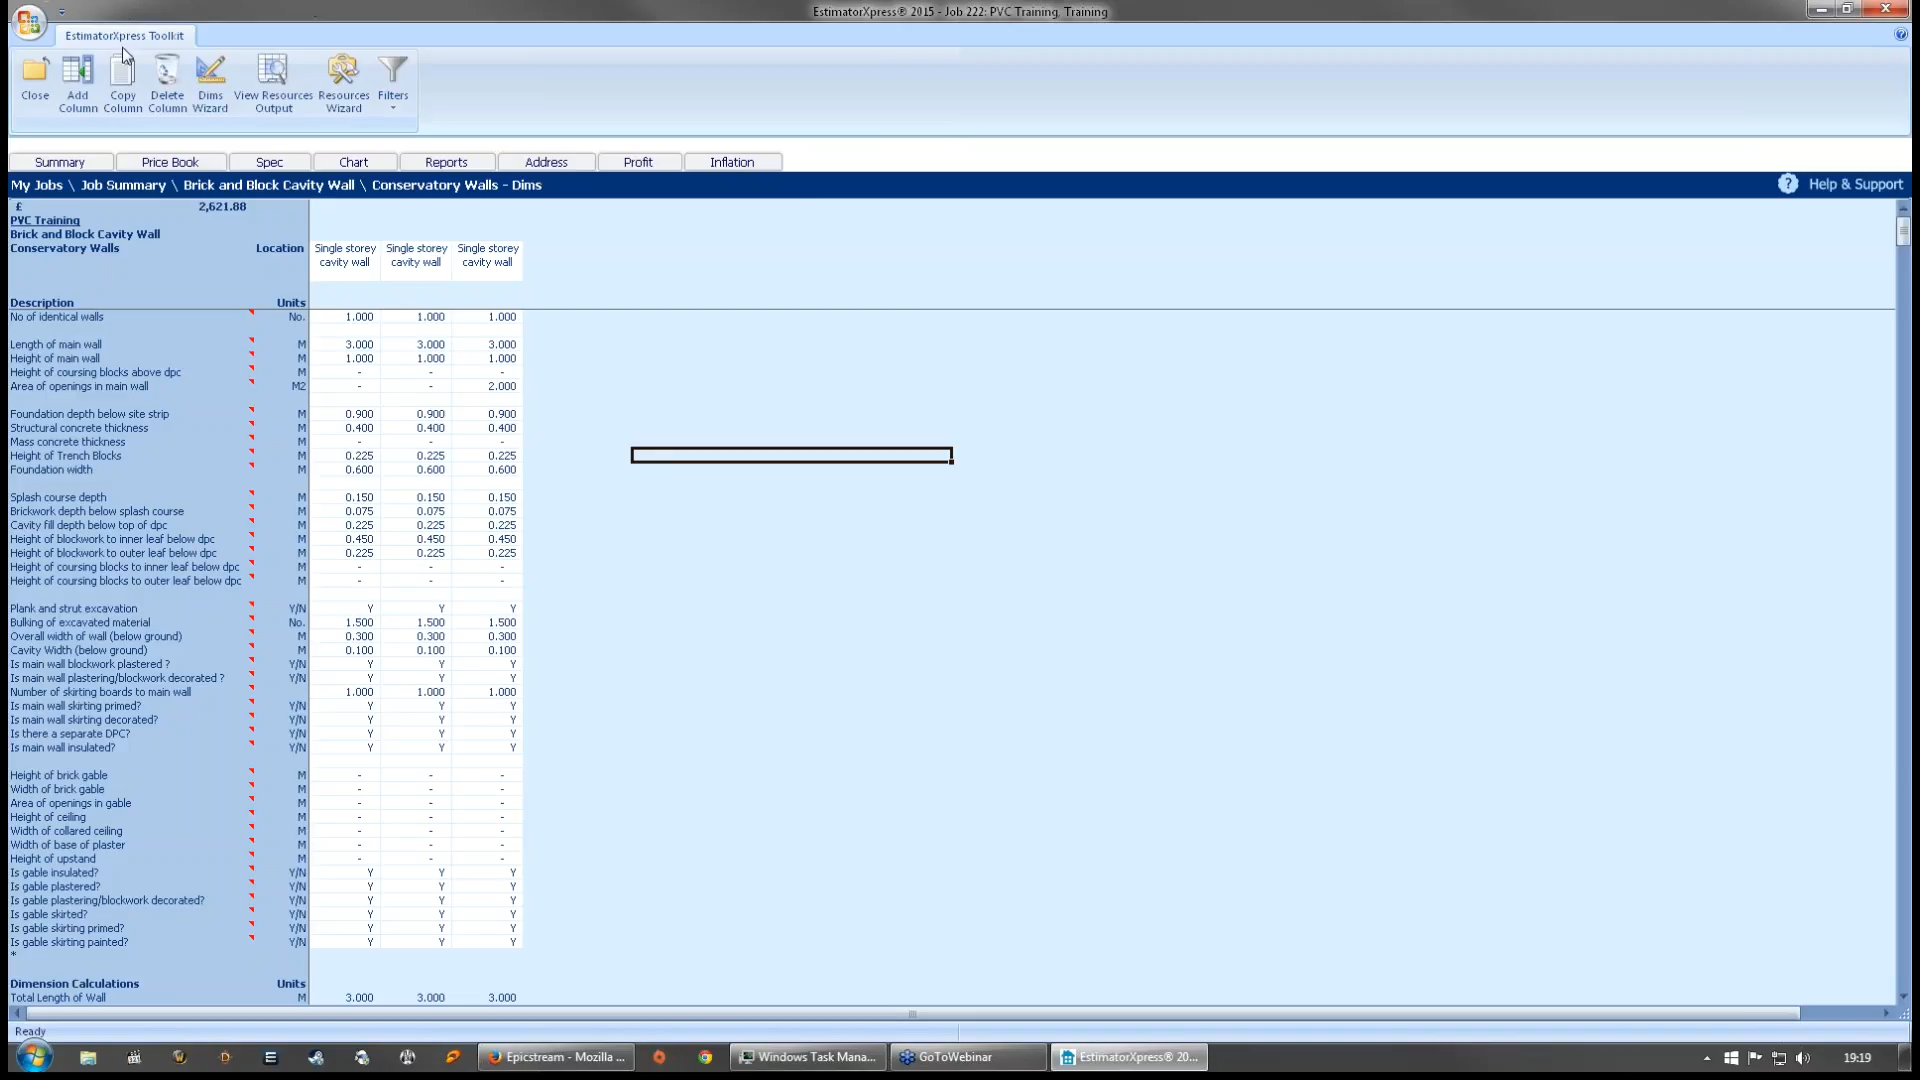 EstimatorXpress® 2015 - Job 222: PVC Training, Training
EstimatorXpress Toolkit
Close
Add Column
Copy Column
Delete Column
Dims Wizard
View Resources Output
Resources Wizard
Filters
Summary Price Book Spec Chart Reports Address Profit Inflation
My Jobs \ Job Summary \ Brick and Block Cavity Wall \ Conservatory Walls - Dims
? Help & Support
£ 2,621.88
PVC Training
Brick and Block Cavity Wall
Conservatory Walls Location Single storey cavity wall Single storey cavity wall Single storey cavity wall
Description Units
No of identical walls No. 1.000 1.000 1.000
Length of main wall M 3.000 3.000 3.000
Height of main wall M 1.000 1.000 1.000
Height of coursing blocks above dpc M - - -
Area of openings in main wall M2 - - 2.000
Foundation depth below site strip M 0.900 0.900 0.900
Structural concrete thickness M 0.400 0.400 0.400
Mass concrete thickness M - - -
Height of Trench Blocks M 0.225 0.225 0.225
Foundation width M 0.600 0.600 0.600
Splash course depth M 0.150 0.150 0.150
Brickwork depth below splash course M 0.075 0.075 0.075
Cavity fill depth below top of dpc M 0.225 0.225 0.225
Height of blockwork to inner leaf below dpc M 0.450 0.450 0.450
Height of blockwork to outer leaf below dpc M 0.225 0.225 0.225
Height of coursing blocks to inner leaf below dpc M - - -
Height of coursing blocks to outer leaf below dpc M - - -
Plank and strut excavation Y/N Y Y Y
Bulking of excavated material No. 1.500 1.500 1.500
Overall width of wall (below ground) M 0.300 0.300 0.300
Cavity Width (below ground) M 0.100 0.100 0.100
Is main wall blockwork plastered ? Y/N Y Y Y
Is main wall plastering/blockwork decorated ? Y/N Y Y Y
Number of skirting boards to main wall 1.000 1.000 1.000
Is main wall skirting primed? Y/N Y Y Y
Is main wall skirting decorated? Y/N Y Y Y
Is there a separate DPC? Y/N Y Y Y
Is main wall insulated? Y/N Y Y Y
Height of brick gable M - - -
Width of brick gable M - - -
Area of openings in gable M - - -
Height of ceiling M - - -
Width of collared ceiling M - - -
Width of base of plaster M - - -
Height of upstand M - - -
Is gable insulated? Y/N Y Y Y
Is gable plastered? Y/N Y Y Y
Is gable plastering/blockwork decorated? Y/N Y Y Y
Is gable skirted? Y/N Y Y Y
Is gable skirting primed? Y/N Y Y Y
Is gable skirting painted? Y/N Y Y Y
*
Dimension Calculations Units
Total Length of Wall M 3.000 3.000 3.000
Ready
Epicstream - Mozilla ... Windows Task Mana... GoToWebinar EstimatorXpress® 20... 19:19